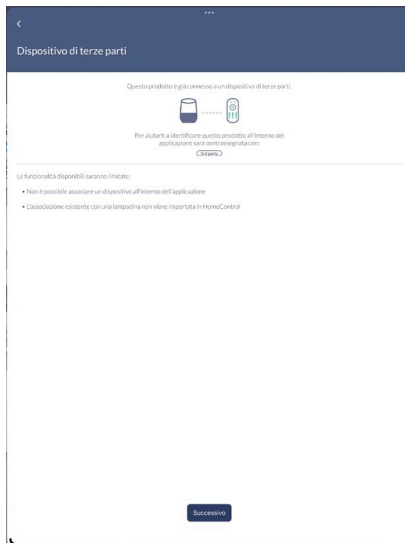 Dispositivo di terze parti
Questo prodotto è già connesso a un dispositivo di terze parti.
Per aiutarti a identificare questo prodotto all'interno del
applicazione sarà contrassegnata con:
3rd party
Le funzionalità disponibili saranno limitate:
• Non è possibile associare un dispositivo all'interno dell'applicazione
• L'associazione esistente con una lampadina non viene importata in HomeControl
Successivo